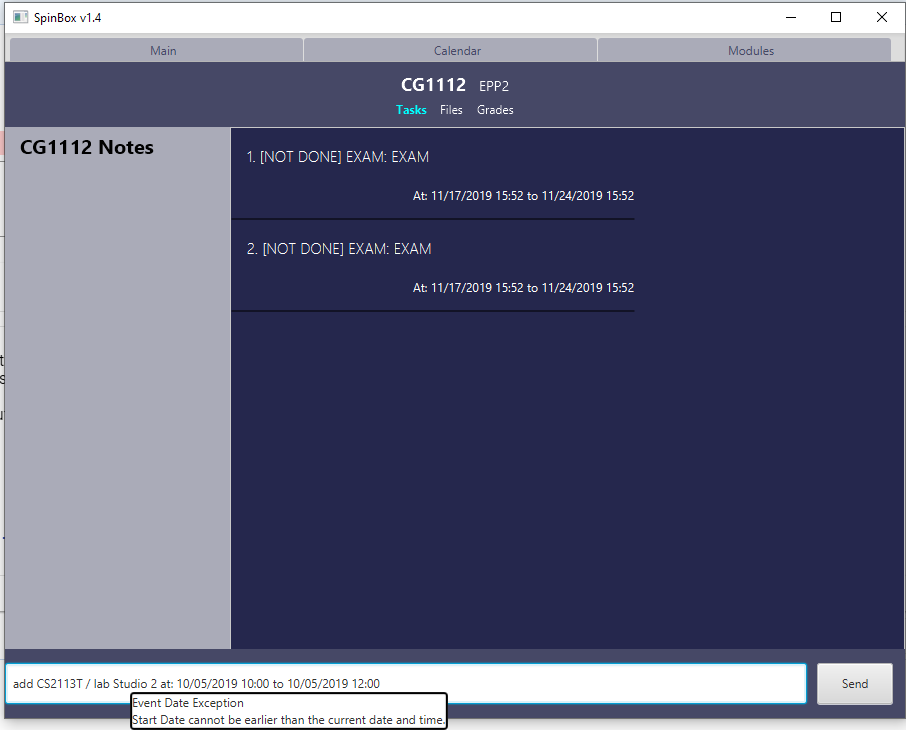 SpinBox v1.4
Main Calendar Modules
CG1112 EPP2
Tasks Files Grades
CG1112 Notes
1. [NOT DONE] EXAM: EXAM
At: 11/17/2019 15:52 to 11/24/2019 15:52
2. [NOT DONE] EXAM: EXAM
At: 11/17/2019 15:52 to 11/24/2019 15:52
add CS2113T / lab Studio 2 at: 10/05/2019 10:00 to 10/05/2019 12:00
Send
Event Date Exception
Start Date cannot be earlier than the current date and time.